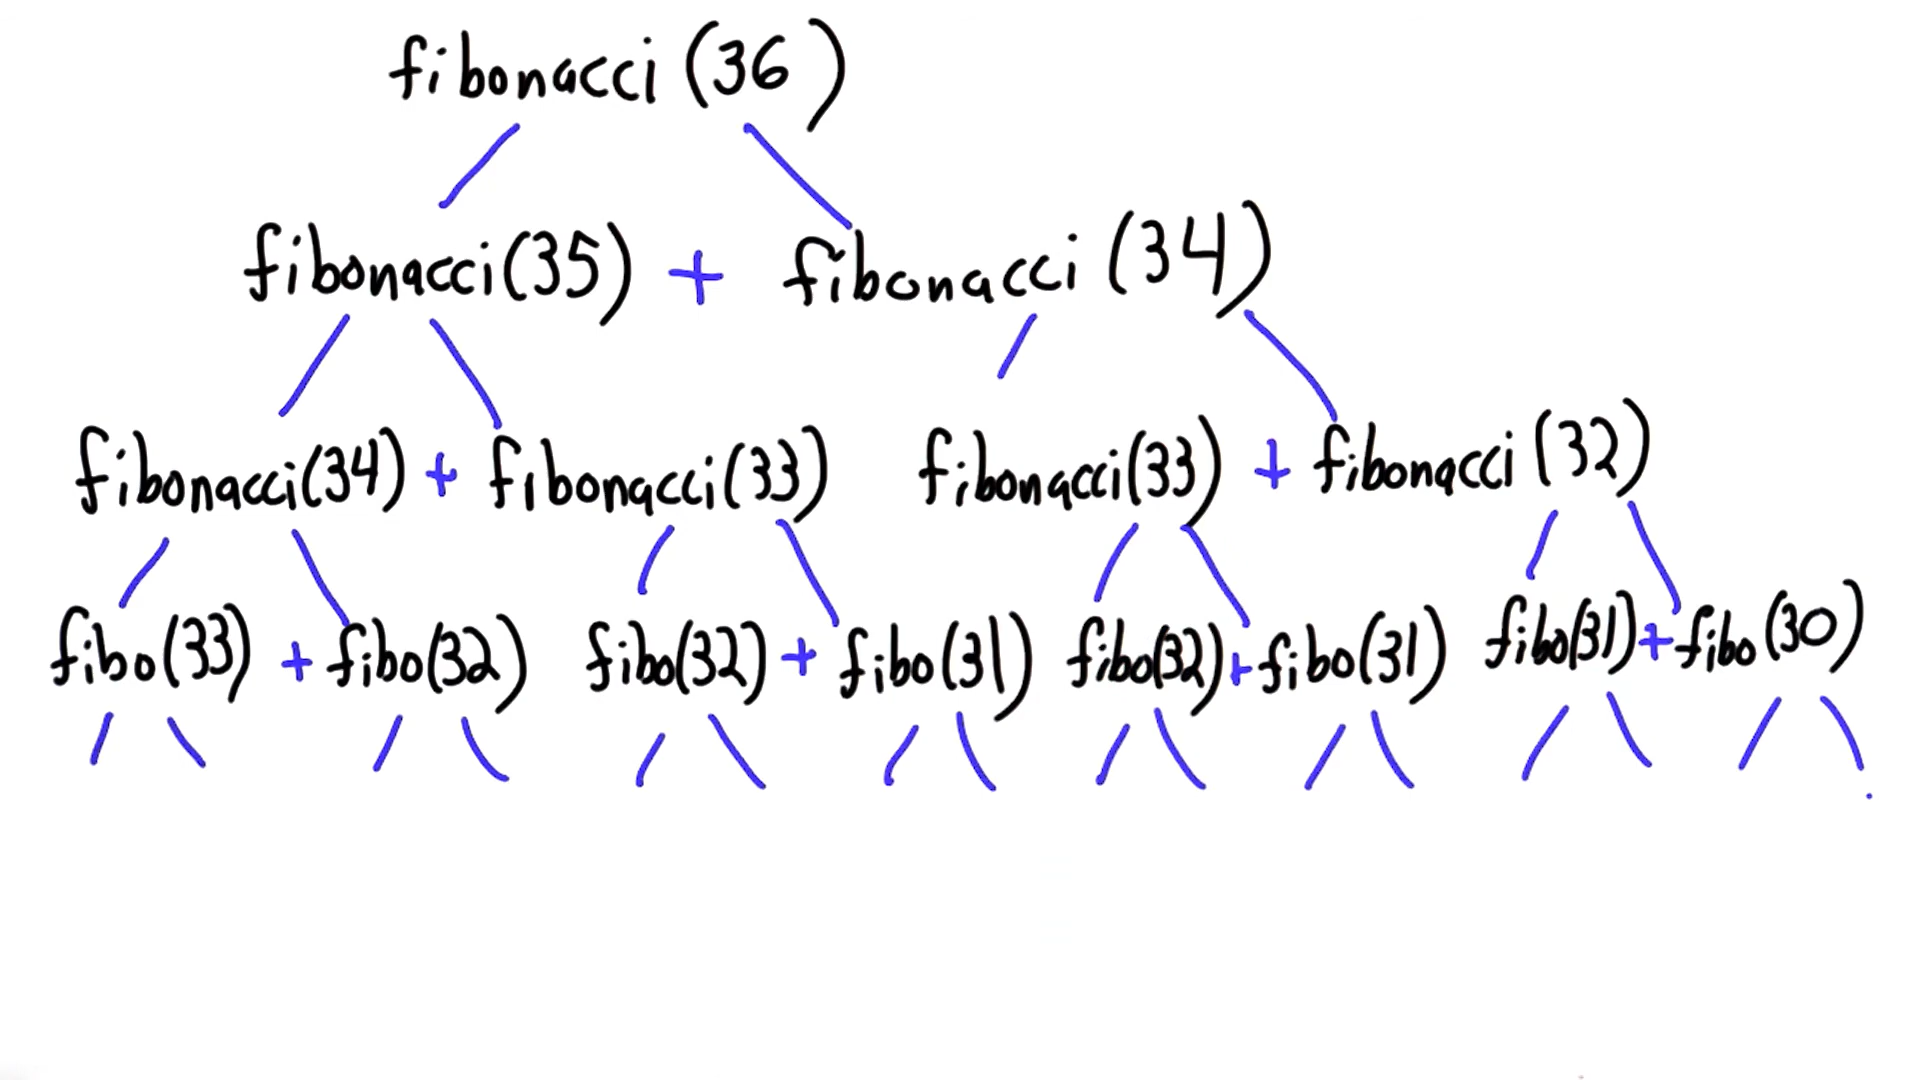 fibonacci (36)
fibonacci(35) + fibonacci (34)
fibonacci(34) + fibonacci(33) fibonacci(33) + fibonacci (32)
fibo(33) + fibo(32) fibo(32) + fibo(31) fibo(32) + fibo(31) fibo(31) + fibo(30)